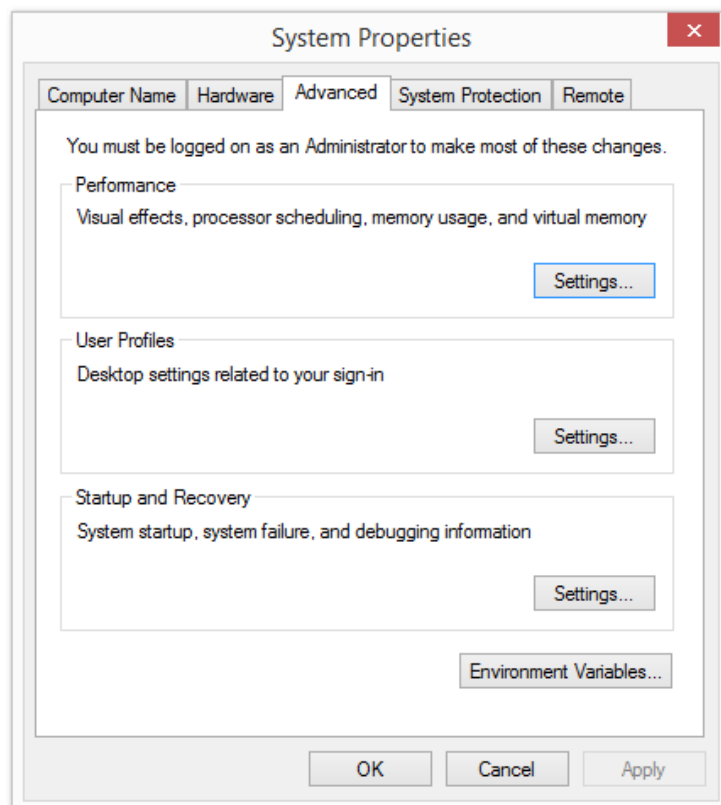 System Properties
x
Computer Name Hardware Advanced System Protection Remote
You must be logged on as an Administrator to make most of these changes.
Performance
Visual effects, processor scheduling, memory usage, and virtual memory
Settings...
User Profiles
Desktop settings related to your sign-in
Settings...
Startup and Recovery
System startup, system failure, and debugging information
Settings...
Environment Variables...
OK Cancel Apply